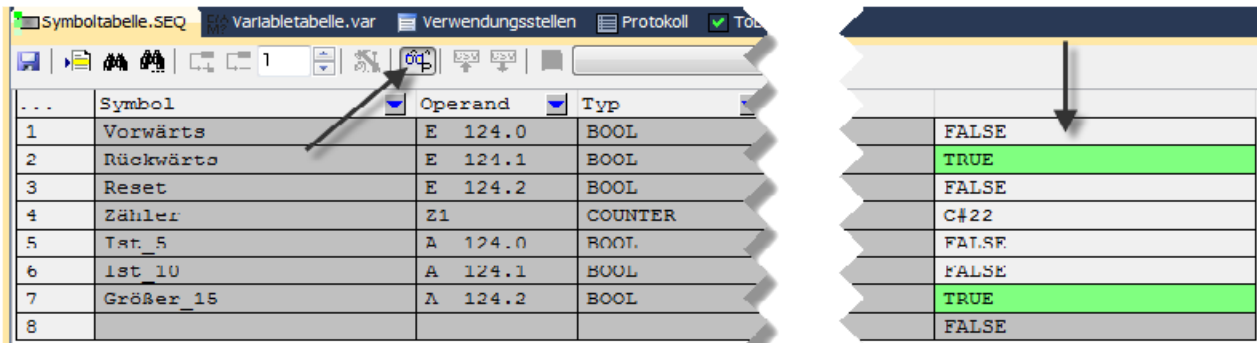 Symboltabelle.SEQ Variabletabelle.var Verwendungsstellen Protokoll
1 CSV CSV
... Symbol Operand Typ
1 Vorwärts E 124.0 BOOL FALSE
2 Rückwärts E 124.1 BOOL TRUE
3 Reset E 124.2 BOOL FALSE
4 Zähler Z1 COUNTER C#22
5 Ist_5 A 124.0 BOOL FALSE
6 Ist_10 A 124.1 BOOL FALSE
7 Größer_15 A 124.2 BOOL TRUE
8 FALSE